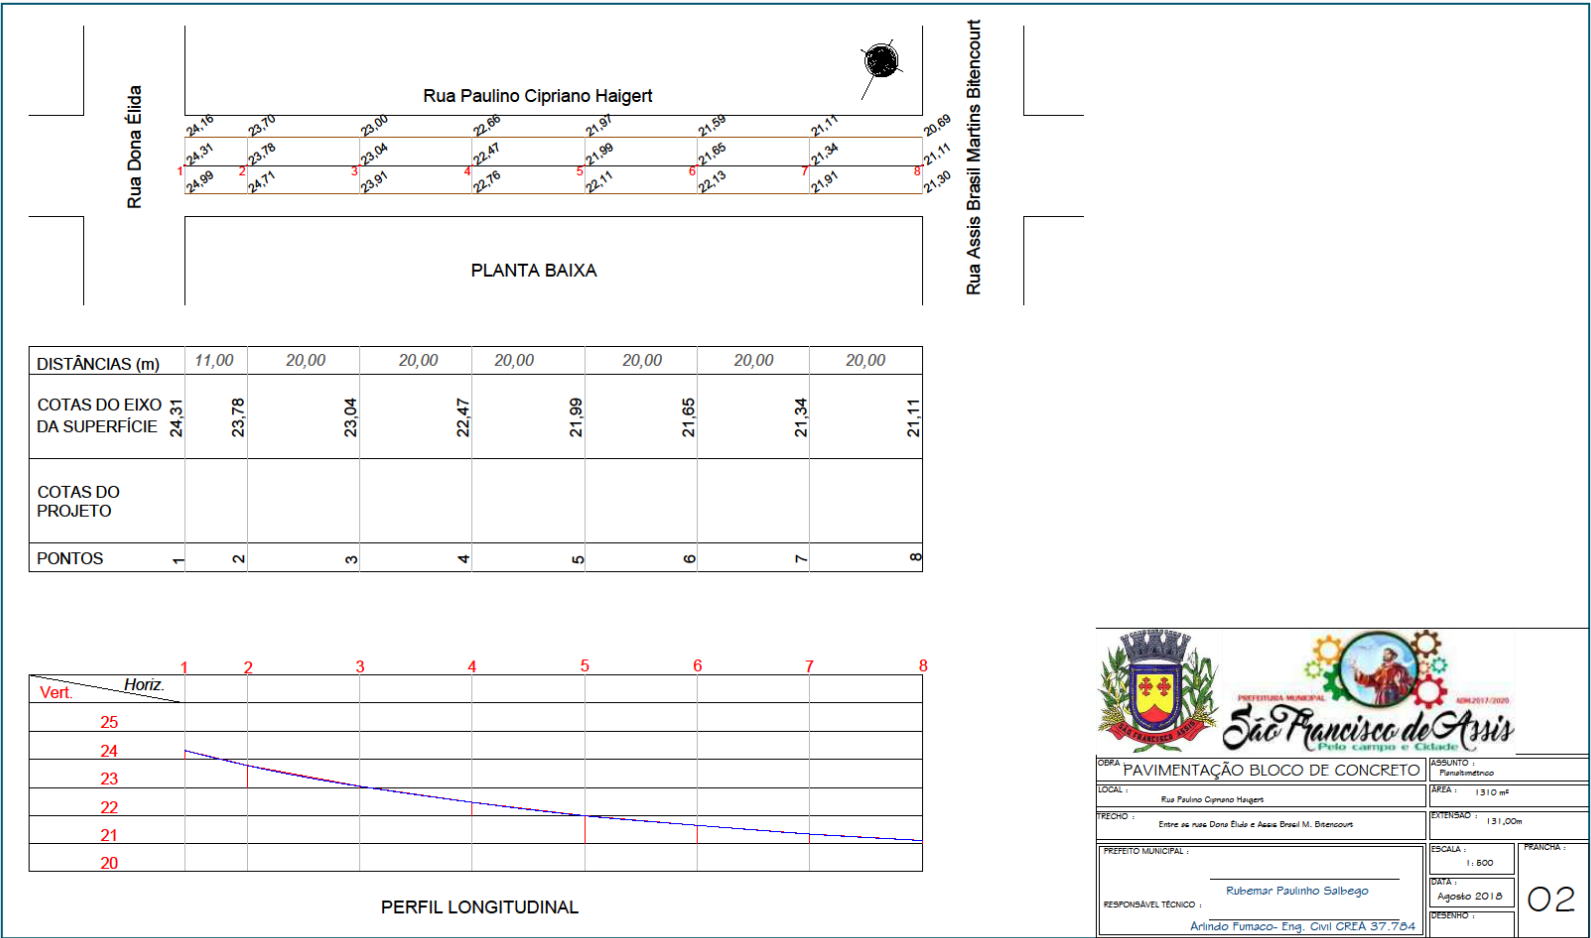 Rua Dona Élida
Rua Paulino Cipriano Haigert
Rua Assis Brasil Martins Bitencourt
24,16 23,70 23,00 22,66 21,97 21,59 21,11 20,69
24,31 23,78 23,04 22,47 21,99 21,65 21,34 21,11
1 2 3 4 5 6 7 8
24,99 24,71 23,91 22,76 22,11 22,13 21,91 21,30
PLANTA BAIXA
DISTÂNCIAS (m) 11,00 20,00 20,00 20,00 20,00 20,00 20,00
COTAS DO EIXO
DA SUPERFÍCIE 24,31 23,78 23,04 22,47 21,99 21,65 21,34 21,11
COTAS DO
PROJETO
PONTOS 1 2 3 4 5 6 7 8
1 2 3 4 5 6 7 8
Vert. Horiz.
25
24
23
22
21
20
PERFIL LONGITUDINAL
SÃO FRANCISCO ASSIS
PREFEITURA MUNICIPAL ADM 2017/2020
São Francisco de Assis
Pelo campo e Cidade
OBRA : PAVIMENTAÇÃO BLOCO DE CONCRETO
ASSUNTO :
Planialtimétrico
LOCAL :
Rua Paulino Cipriano Haigert
ÁREA : 1310 m²
TRECHO :
Entre as ruas Dona Élida e Assis Brasil M. Bitencourt
EXTENSÃO : 131,00m
PREFEITO MUNICIPAL :
Rubemar Paulinho Salbego
RESPONSÁVEL TÉCNICO :
Arlindo Fumaco- Eng. Civil CREA 37.784
ESCALA :
1: 500
DATA :
Agosto 2018
DESENHO :
PRANCHA :
02